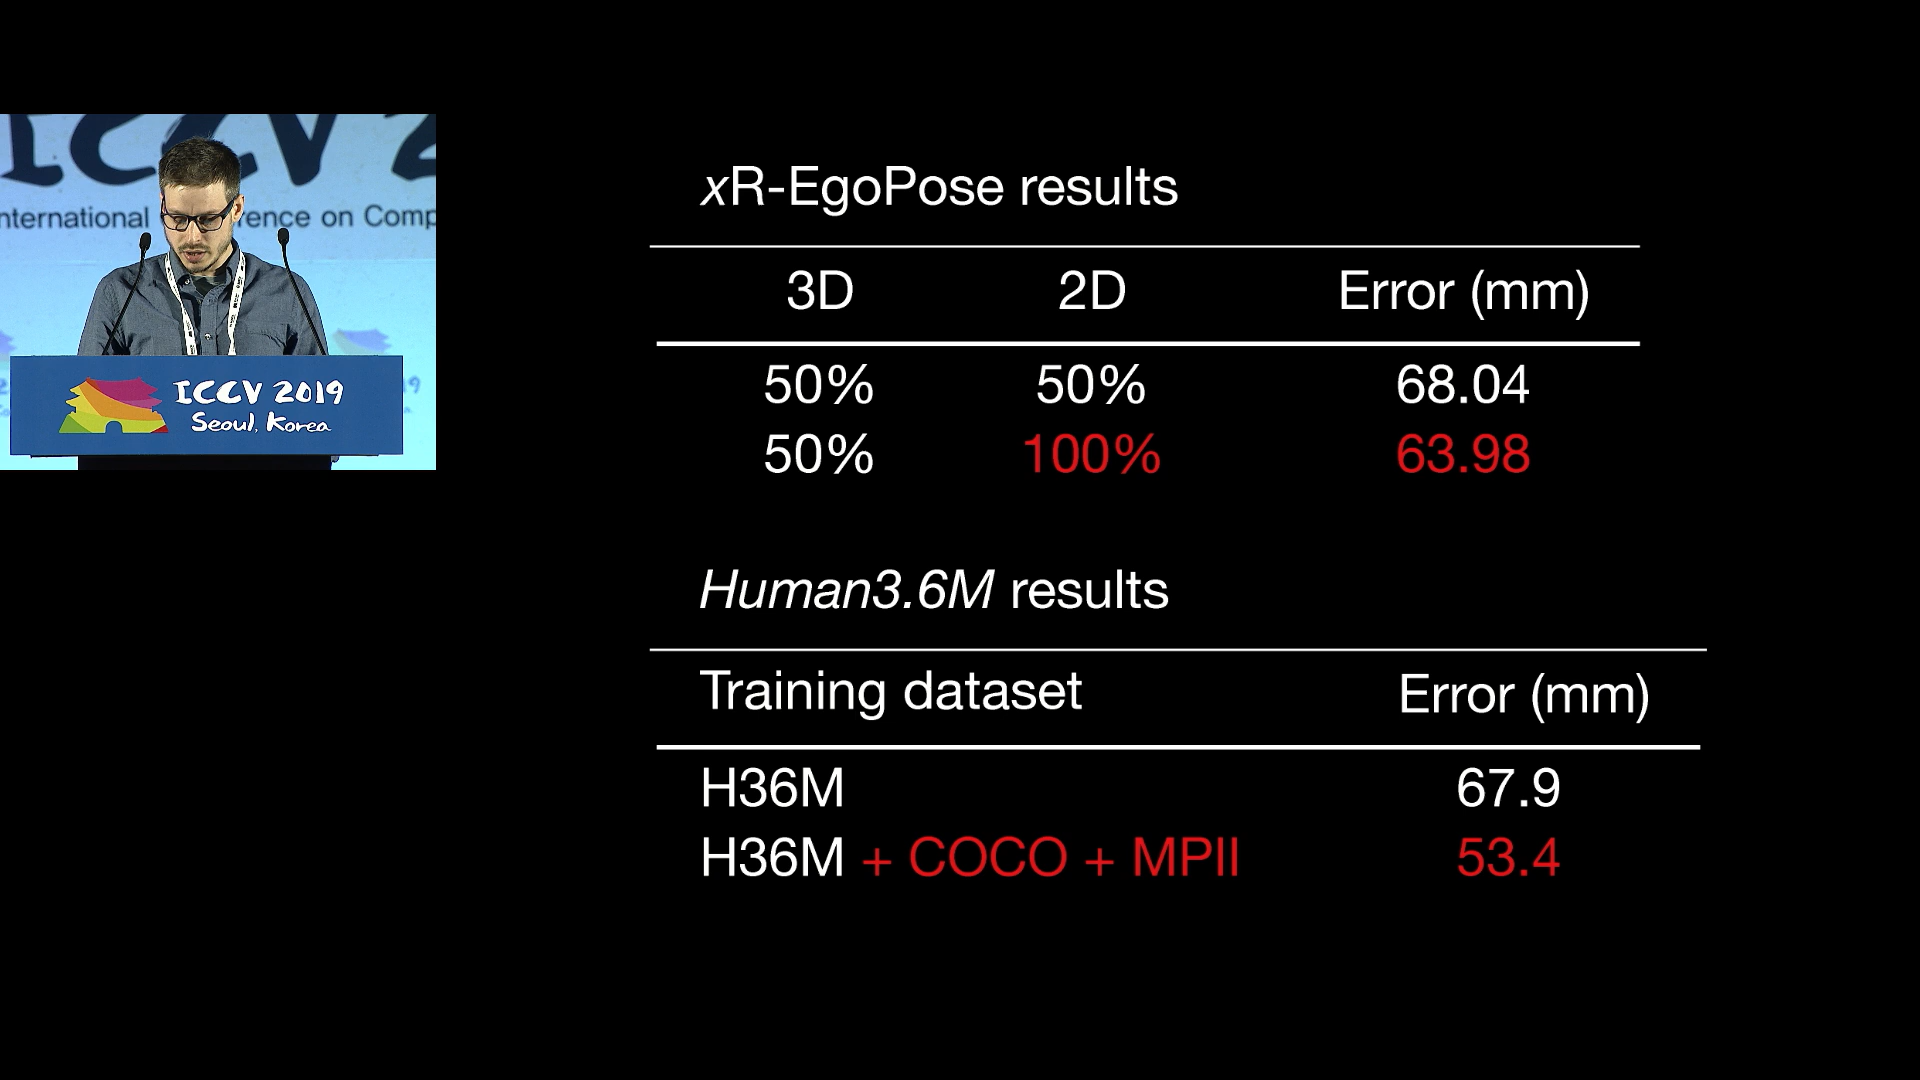 ICCV 2
nternational
rence on Comp
ICCV 2019
Seoul, Korea
xR-EgoPose results
3D 2D Error (mm)
50% 50% 68.04
50% 100% 63.98
Human3.6M results
Training dataset Error (mm)
H36M 67.9
H36M + COCO + MPII 53.4